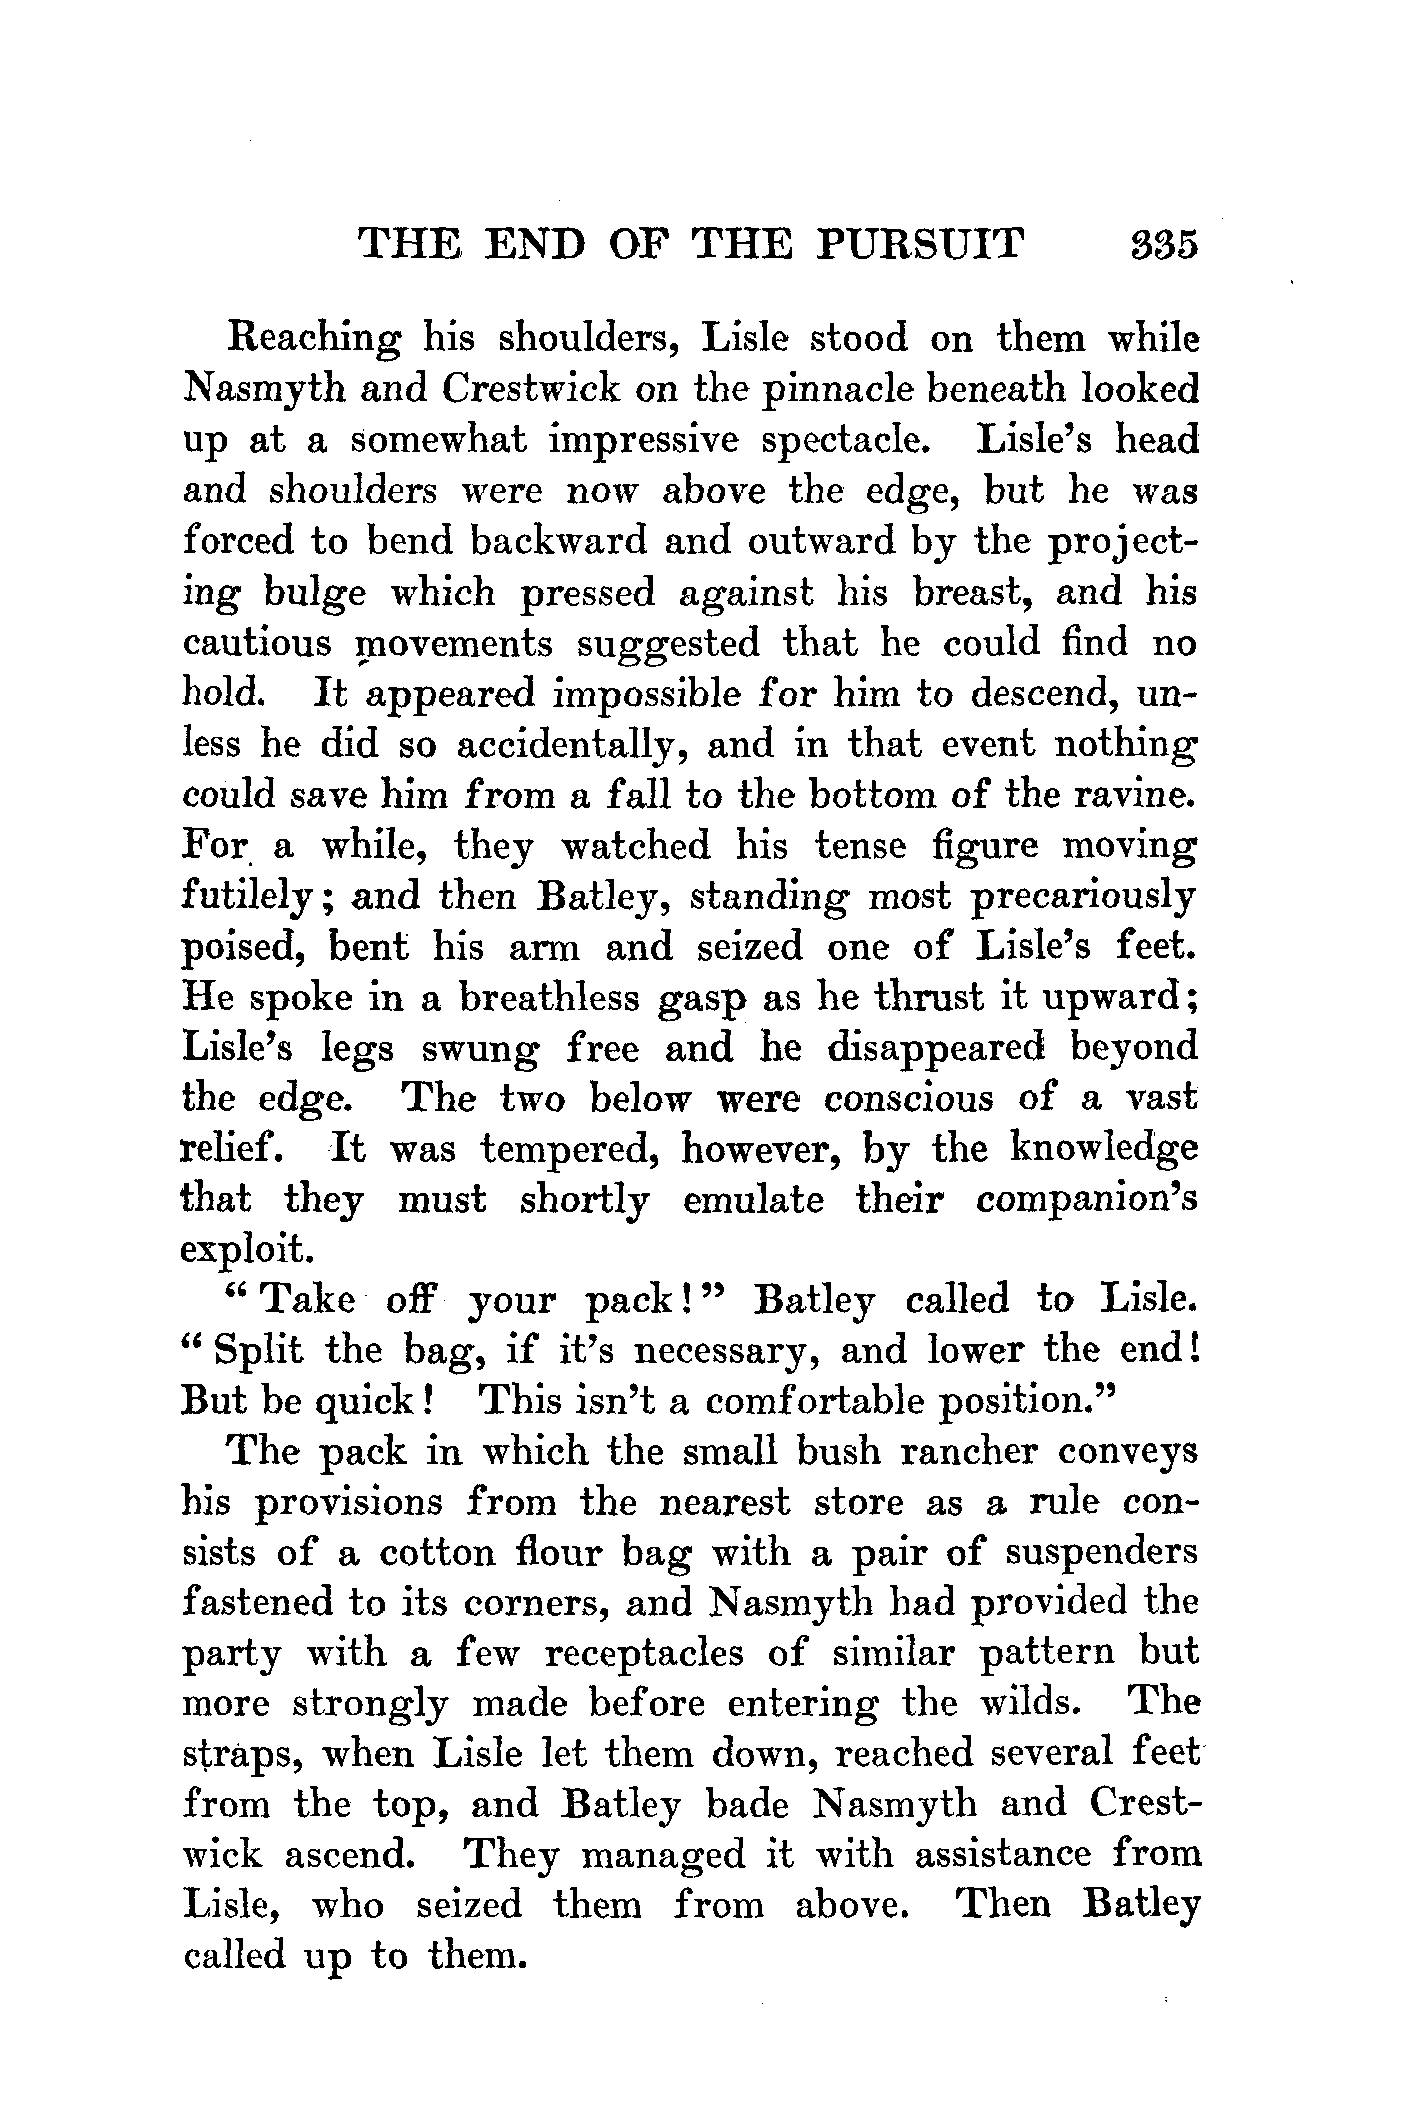 THE END OF THE PURSUIT 335
Reaching his shoulders, Lisle stood on them while
Nasmyth and Crestwick on the pinnacle beneath looked
up at a somewhat impressive spectacle. Lisle's head
and shoulders were now above the edge, but he was
forced to bend backward and outward by the project-
ing bulge which pressed against his breast, and his
cautious movements suggested that he could find no
hold. It appeared impossible for him to descend, un-
less he did so accidentally, and in that event nothing
could save him from a fall to the bottom of the ravine.
For a while, they watched his tense figure moving
futilely; and then Batley, standing most precariously
poised, bent his arm and seized one of Lisle's feet.
He spoke in a breathless gasp as he thrust it upward;
Lisle's legs swung free and he disappeared beyond
the edge. The two below were conscious of a vast
relief. It was tempered, however, by the knowledge
that they must shortly emulate their companion's
exploit.
"Take off your pack!" Batley called to Lisle.
"Split the bag, if it's necessary, and lower the end!
But be quick! This isn't a comfortable position."
The pack in which the small bush rancher conveys
his provisions from the nearest store as a rule con-
sists of a cotton flour bag with a pair of suspenders
fastened to its corners, and Nasmyth had provided the
party with a few receptacles of similar pattern but
more strongly made before entering the wilds. The
straps, when Lisle let them down, reached several feet
from the top, and Batley bade Nasmyth and Crest-
wick ascend. They managed it with assistance from
Lisle, who seized them from above. Then Batley
called up to them.